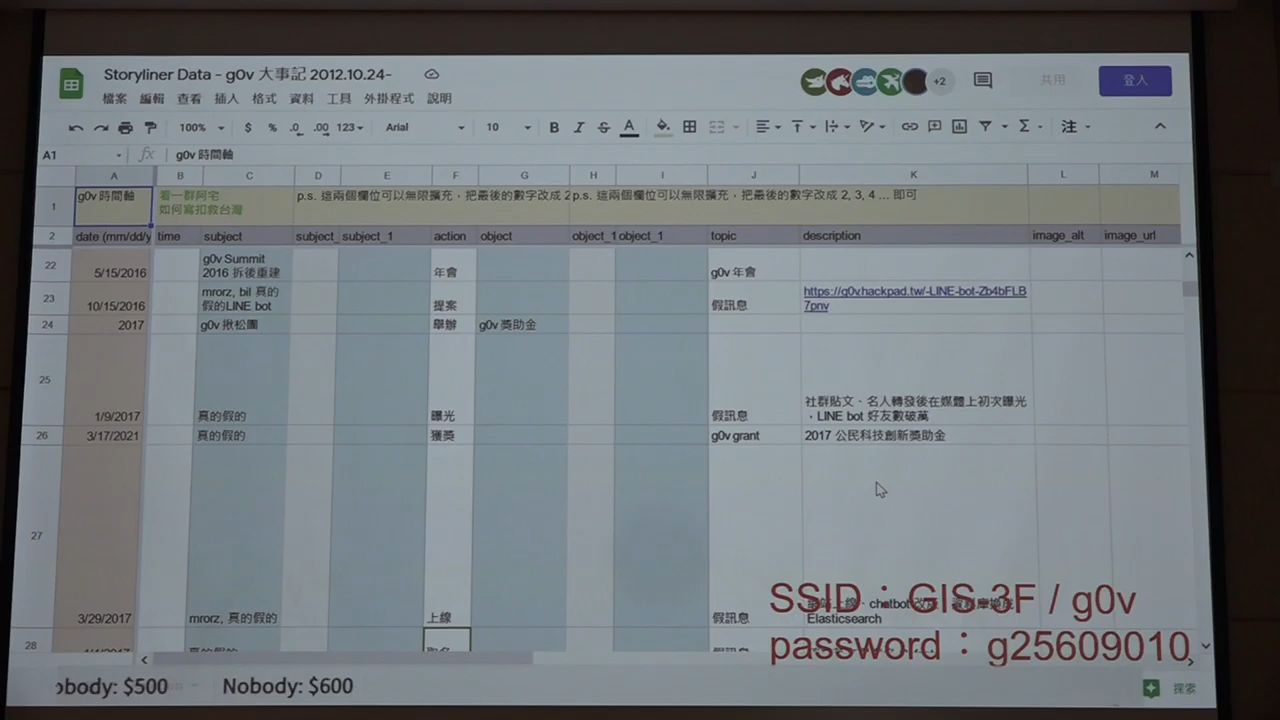 Storyliner Data - g0v 大事記 2012.10.24-
+2
共用
登入
檔案 編輯 查看 插入 格式 資料 工具 外掛程式 說明
100% $ % .0 .00 123 Arial 10 B I S A Σ 注
A1 fx g0v 時間軸
A B C D E F G H I J K L M
1 g0v 時間軸 看一群阿宅
如何寫扣救台灣
p.s. 這兩個欄位可以無限擴充，把最後的數字改成 2 p.s. 這兩個欄位可以無限擴充，把最後的數字改成 2, 3, 4 ... 即可
2 date (mm/dd/y time subject subject_ subject_1 action object object_1 object_1 topic description image_alt image_url
22 5/15/2016 g0v Summit
2016 拆後重建 年會 g0v 年會
23 10/15/2016 mrorz, bil 真的
假的LINE bot 提案 假訊息 https://g0v.hackpad.tw/-LINE-bot-Zb4bFLB
7pnv
24 2017 g0v 揪松團 舉辦 g0v 獎助金
25 1/9/2017 真的假的 曝光 假訊息 社群貼文、名人轉發後在媒體上初次曝光
，LINE bot 好友數破萬
26 3/17/2021 真的假的 獲獎 g0v grant 2017 公民科技創新獎助金
27 3/29/2017 mrorz, 真的假的 上線 假訊息 chatbot
Elasticsearch
28
SSID：GIS-3F / g0v
password：g25609010
obody: $500 Nobody: $600
探索